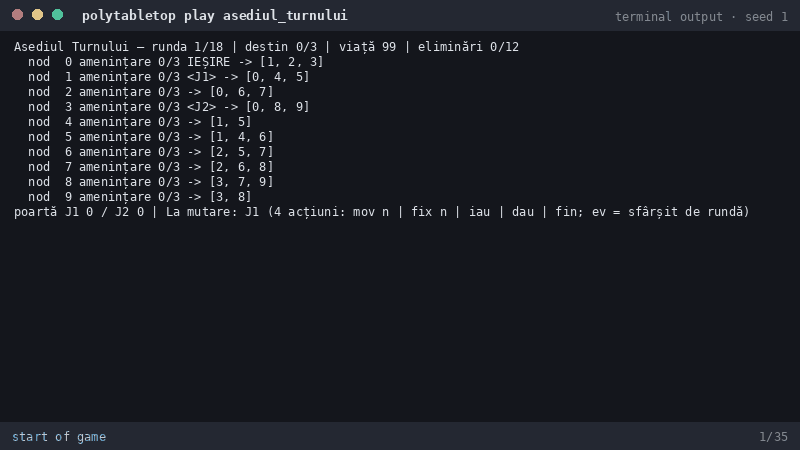 polytabletop play asediul_turnului
terminal output · seed 1
Asediul Turnului — runda 1/18 | destin 0/3 | viață 99 | eliminări 0/12
nod 0 amenințare 0/3 IEȘIRE -> [1, 2, 3]
nod 1 amenințare 0/3 <J1> -> [0, 4, 5]
nod 2 amenințare 0/3 -> [0, 6, 7]
nod 3 amenințare 0/3 <J2> -> [0, 8, 9]
nod 4 amenințare 0/3 -> [1, 5]
nod 5 amenințare 0/3 -> [1, 4, 6]
nod 6 amenințare 0/3 -> [2, 5, 7]
nod 7 amenințare 0/3 -> [2, 6, 8]
nod 8 amenințare 0/3 -> [3, 7, 9]
nod 9 amenințare 0/3 -> [3, 8]
poartă J1 0 / J2 0 | La mutare: J1 (4 acțiuni: mov n | fix n | iau | dau | fin; ev = sfârșit de rundă)
start of game
1/35